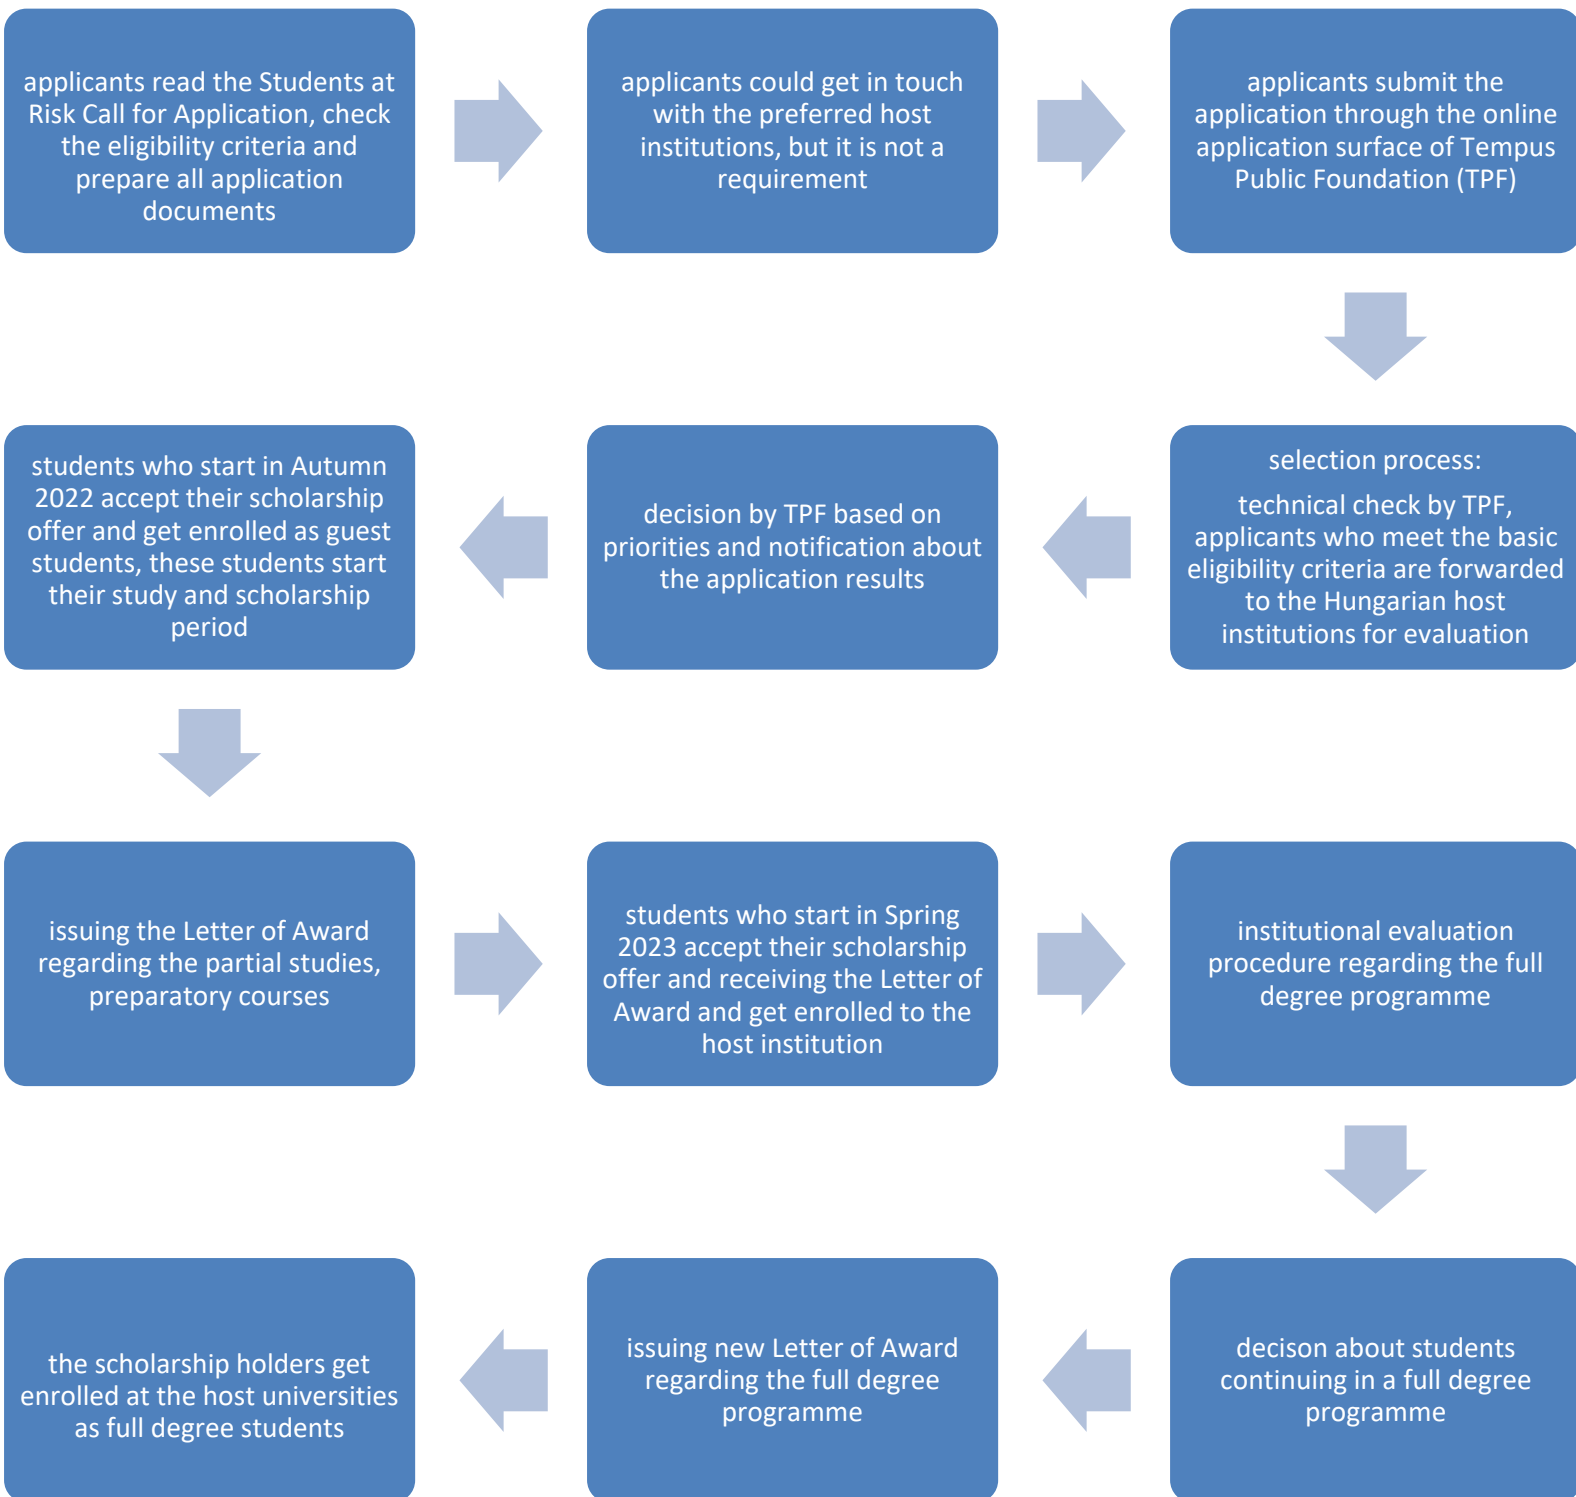 applicants read the Students at
Risk Call for Application, check
the eligibility criteria and
prepare all application
documents
applicants could get in touch
with the preferred host
institutions, but it is not a
requirement
applicants submit the
application through the online
application surface of Tempus
Public Foundation (TPF)
selection process:
technical check by TPF,
applicants who meet the basic
eligibility criteria are forwarded
to the Hungarian host
institutions for evaluation
decision by TPF based on
priorities and notification about
the application results
students who start in Autumn
2022 accept their scholarship
offer and get enrolled as guest
students, these students start
their study and scholarship
period
issuing the Letter of Award
regarding the partial studies,
preparatory courses
students who start in Spring
2023 accept their scholarship
offer and receiving the Letter of
Award and get enrolled to the
host institution
institutional evaluation
procedure regarding the full
degree programme
decison about students
continuing in a full degree
programme
issuing new Letter of Award
regarding the full degree
programme
the scholarship holders get
enrolled at the host universities
as full degree students